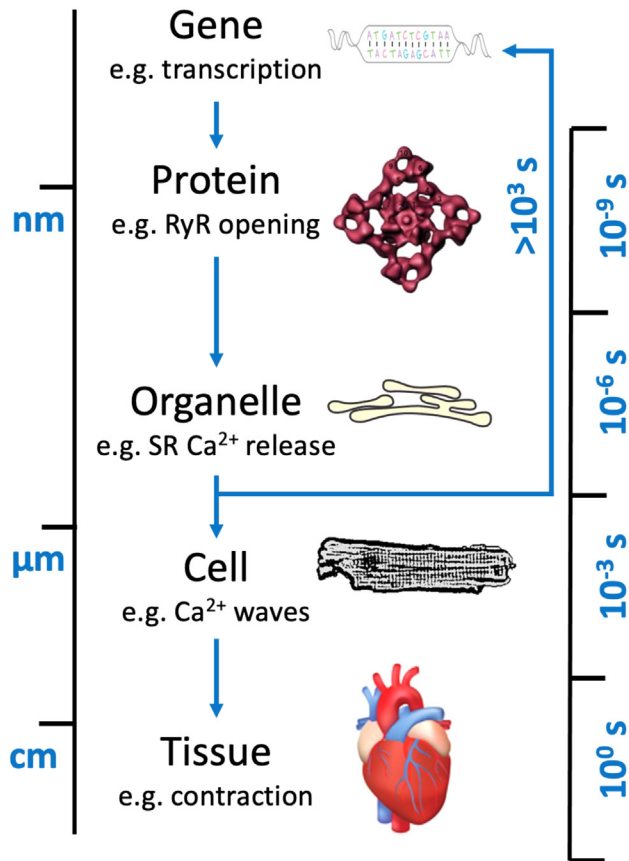 Gene
e.g. transcription
ATGATCTCGTAA
TACTAGAGCATT
Protein
e.g. RyR opening
Organelle
e.g. SR Ca²⁺ release
Cell
e.g. Ca²⁺ waves
Tissue
e.g. contraction
nm
μm
cm
>10³ s
10⁻⁹ s
10⁻⁶ s
10⁻³ s
10⁰ s